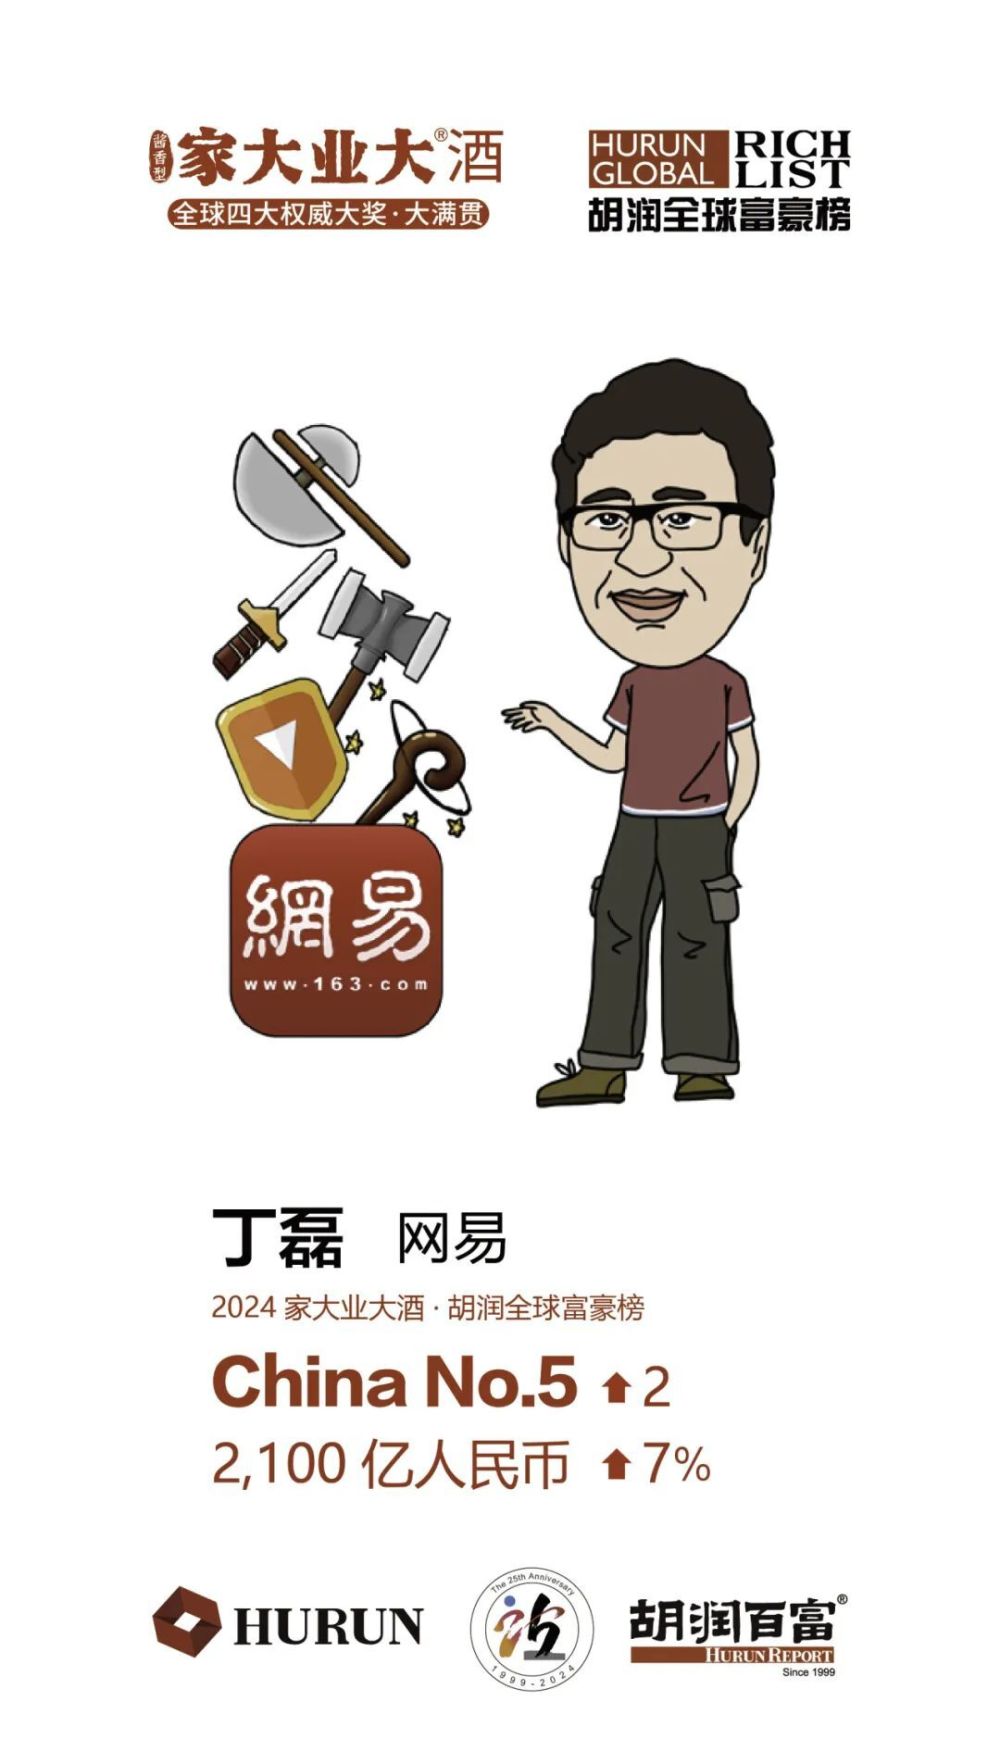 酱香型
家大业大®酒
全球四大权威大奖·大满贯
HURUN GLOBAL RICH LIST
胡润全球富豪榜
網易
www.163.com
丁磊 网易
2024 家大业大酒·胡润全球富豪榜
China No.5 ⬆2
2,100 亿人民币 ⬆7%
HURUN
The 25th Anniversary
1999-2024
胡润百富®
HURUN REPORT
Since 1999